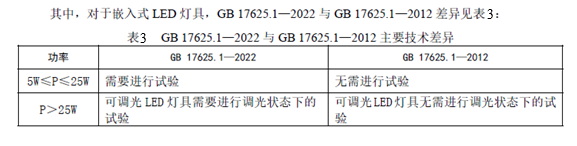 其中，对于嵌入式 LED 灯具，GB 17625.1—2022 与 GB 17625.1—2012 差异见表 3：
表3 GB 17625.1—2022 与 GB 17625.1—2012 主要技术差异
功率 GB 17625.1—2022 GB 17625.1—2012
5W≤P≤25W 需要进行试验 无需进行试验
P＞25W 可调光 LED 灯具需要进行调光状态下的试验 可调光 LED 灯具无需进行调光状态下的试验